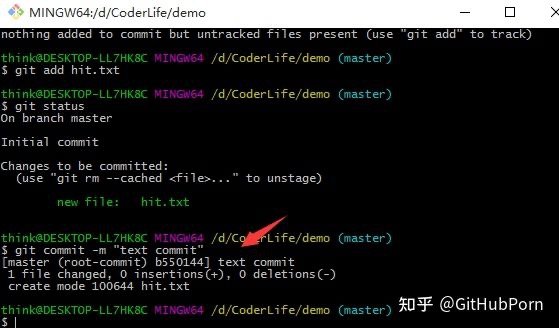 MINGW64:/d/CoderLife/demo
nothing added to commit but untracked files present (use "git add" to track)
think@DESKTOP-LL7HK8C MINGW64 /d/CoderLife/demo (master)
$ git add hit.txt
think@DESKTOP-LL7HK8C MINGW64 /d/CoderLife/demo (master)
$ git status
On branch master
Initial commit
Changes to be committed:
(use "git rm --cached <file>..." to unstage)
new file: hit.txt
think@DESKTOP-LL7HK8C MINGW64 /d/CoderLife/demo (master)
$ git commit -m "text commit"
[master (root-commit) b550144] text commit
1 file changed, 0 insertions(+), 0 deletions(-)
create mode 100644 hit.txt
think@DESKTOP-LL7HK8C MINGW64 /d/CoderLife/demo (master)
$
知乎 @GitHubPorn